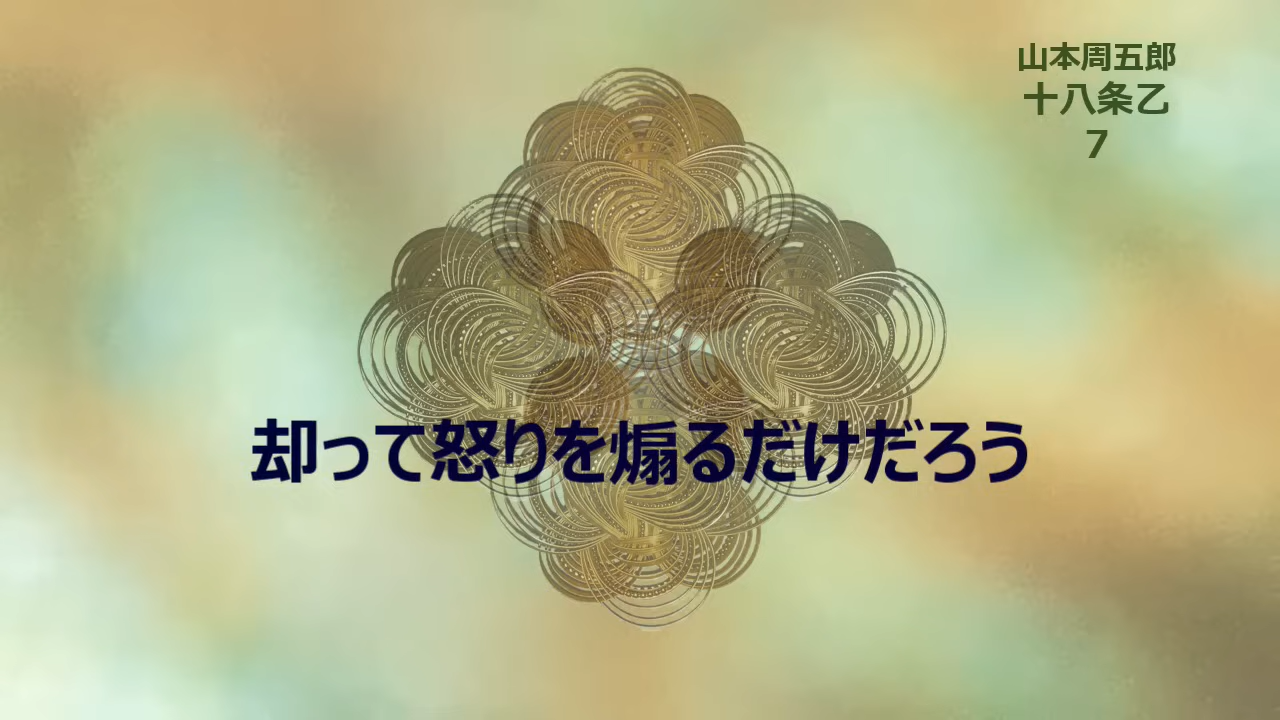 山本周五郎
十八条乙
7
却って怒りを煽るだけだろう